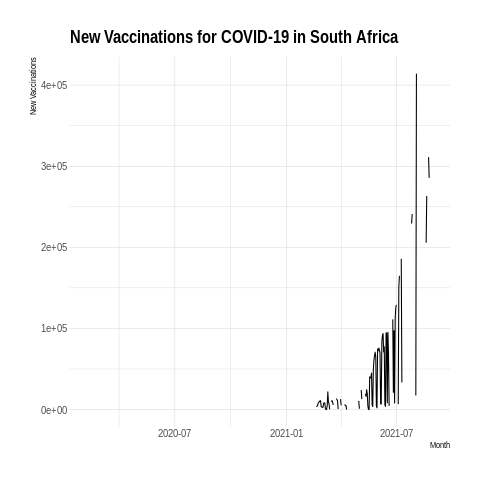 New Vaccinations for COVID-19 in South Africa
New Vaccinations
4e+05
3e+05
2e+05
1e+05
0e+00
2020-07 2021-01 2021-07
Month